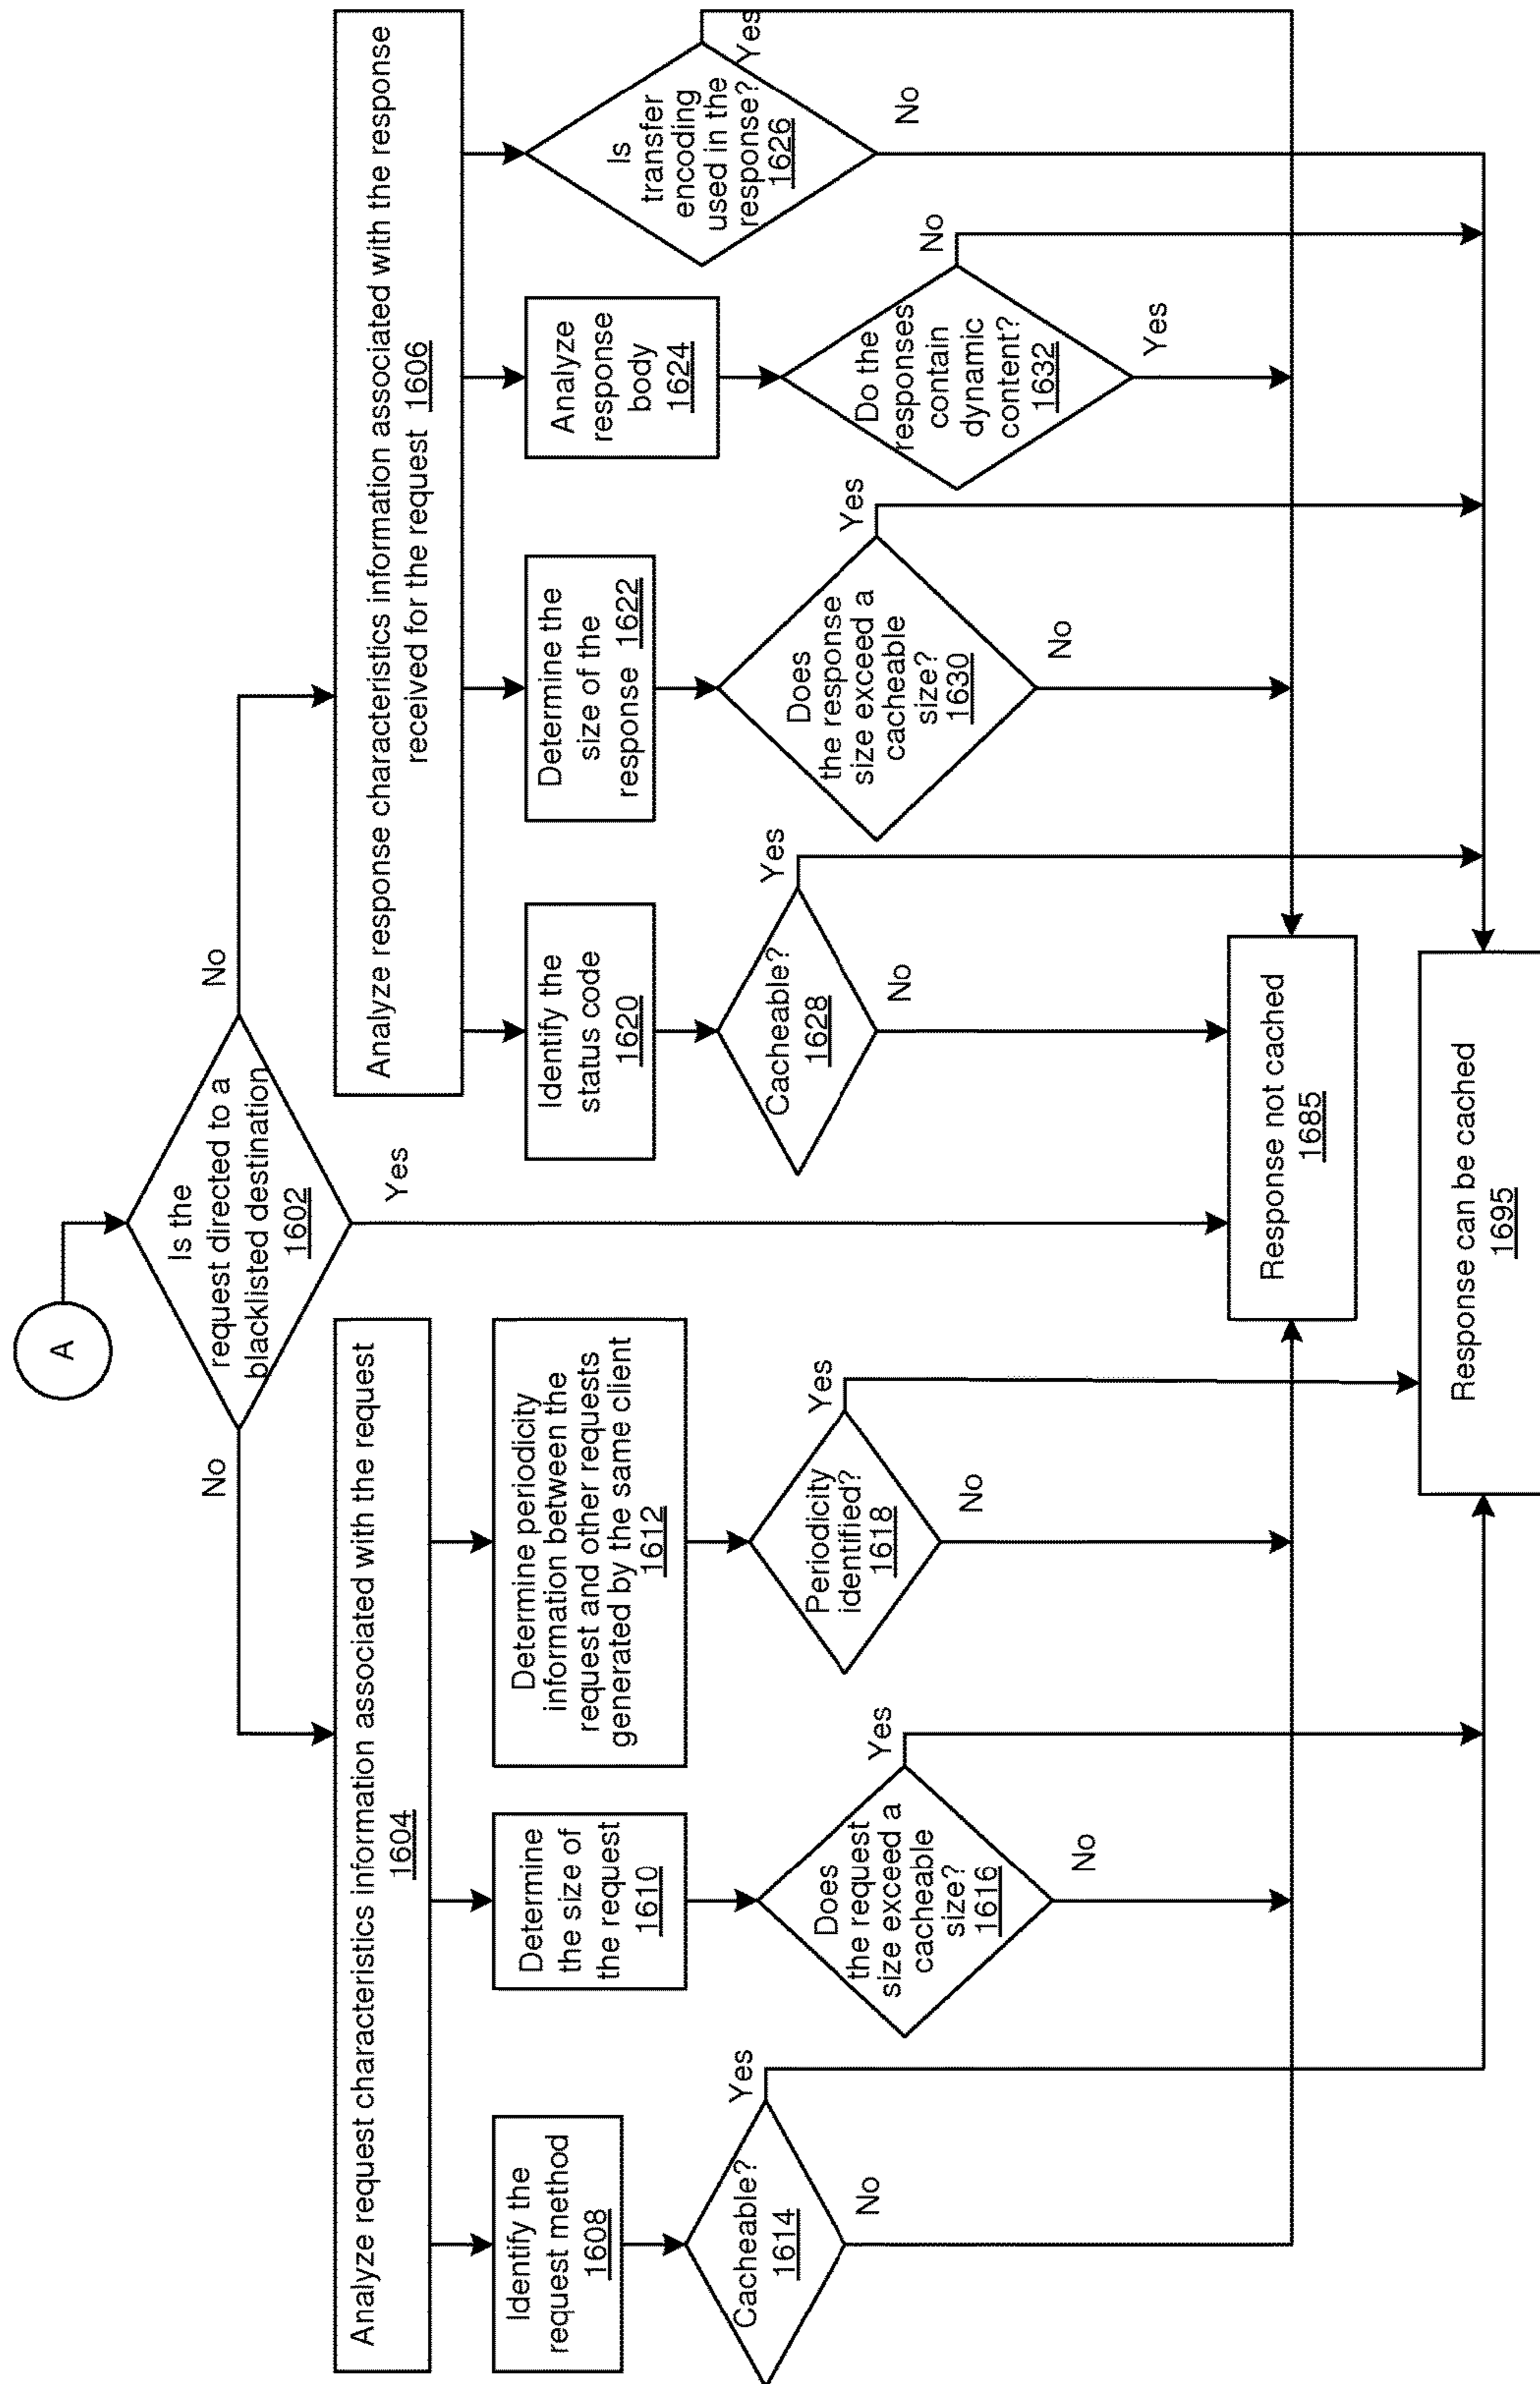 A
Is the
request directed to a
blacklisted destination
1602
No
No
Yes
Analyze request characteristics information associated with the request
1604
Analyze response characteristics information associated with the response
received for the request 1606
Identify the
request method
1608
Determine
the size of
the request
1610
Determine periodicity
information between the
request and other requests
generated by the same client
1612
Identify the
status code
1620
Determine the
size of the
response 1622
Analyze
response
body
1624
Is
transfer
encoding
used in the
response?
1626
Yes
No
Cacheable?
1614
Yes
No
Does
the request
size exceed a
cacheable
size?
1616
Yes
No
Periodicity
identified?
1618
Yes
No
Cacheable?
1628
Yes
No
Does
the response
size exceed a
cacheable
size?
1630
Yes
No
Do the
responses
contain
dynamic
content?
1632
No
Yes
Response not cached
1685
Response can be cached
1695